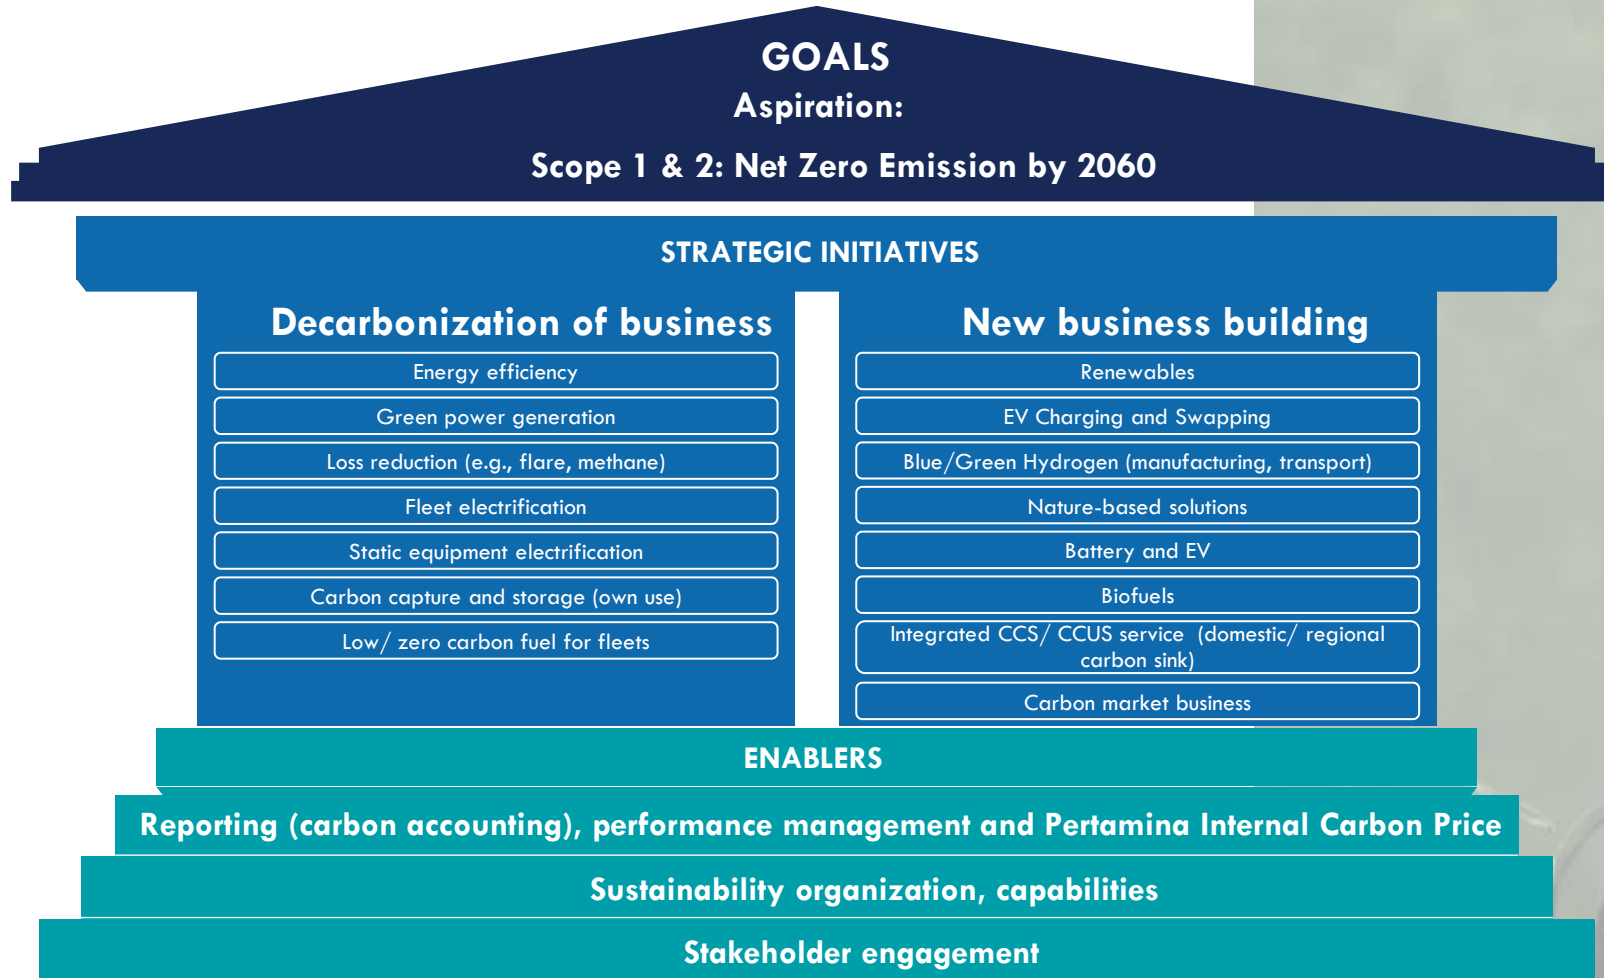 GOALS
Aspiration:
Scope 1 & 2: Net Zero Emission by 2060
STRATEGIC INITIATIVES
Decarbonization of business
Energy efficiency
Green power generation
Loss reduction (e.g., flare, methane)
Fleet electrification
Static equipment electrification
Carbon capture and storage (own use)
Low/ zero carbon fuel for fleets
New business building
Renewables
EV Charging and Swapping
Blue/Green Hydrogen (manufacturing, transport)
Nature-based solutions
Battery and EV
Biofuels
Integrated CCS/ CCUS service (domestic/ regional
carbon sink)
Carbon market business
ENABLERS
Reporting (carbon accounting), performance management and Pertamina Internal Carbon Price
Sustainability organization, capabilities
Stakeholder engagement